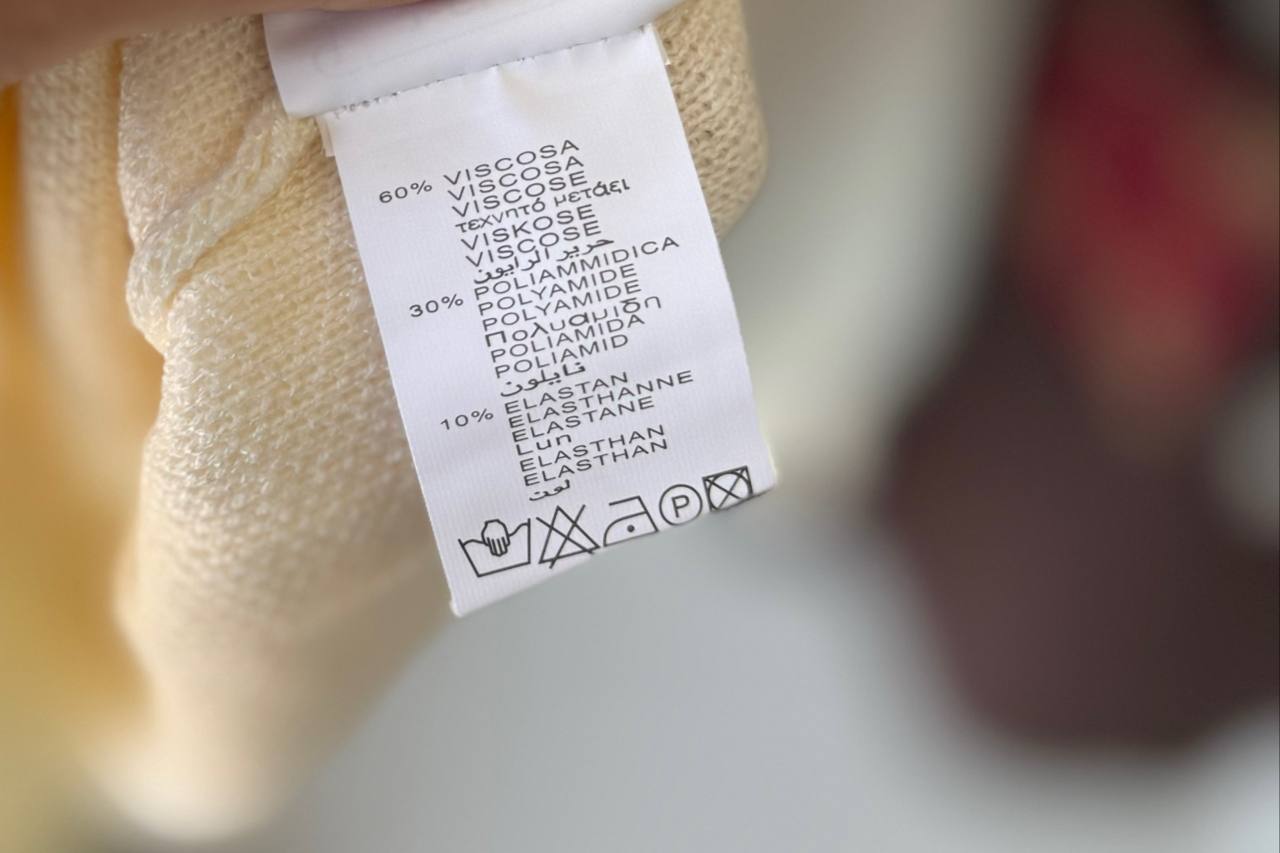 60% VISCOSA
VISCOSA
VISCOSE
τεχνητό μετάξι
VISKOSE
VISCOSE
حرير الرايون
30% POLIAMMIDICA
POLYAMIDE
POLYAMIDE
Πολυαμιδη
POLIAMIDA
POLIAMID
نايلون
10% ELASTAN
ELASTHANNE
ELASTANE
Lun
ELASTHAN
ELASTHAN
P